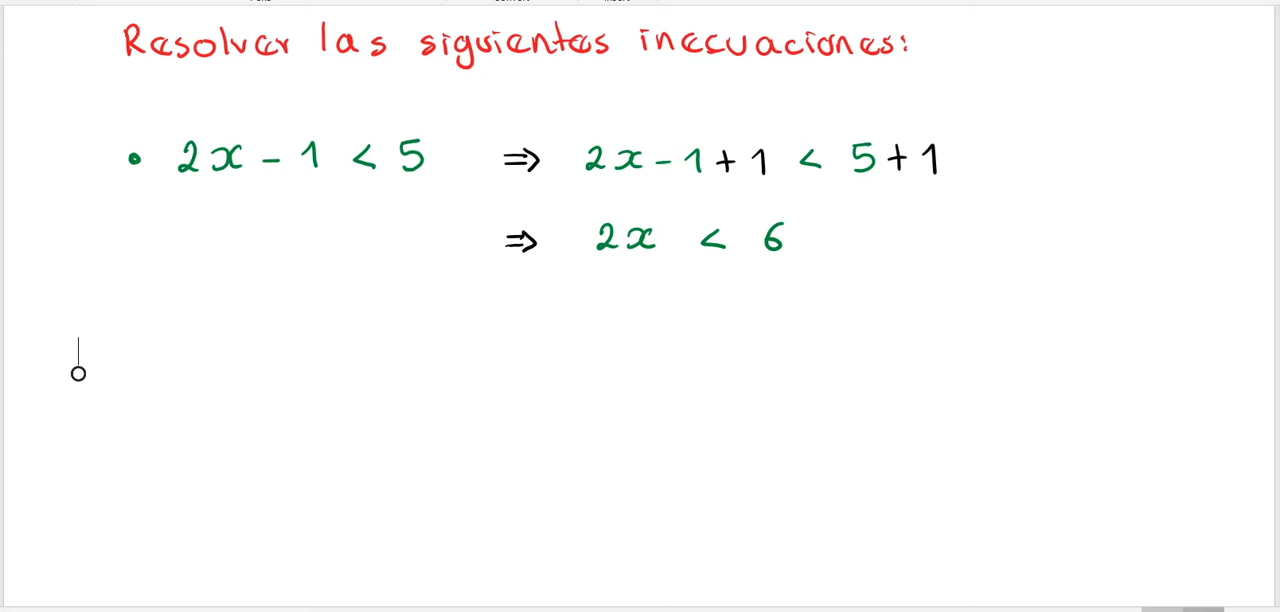 Resolver las siguientes inecuaciones:
• 2x - 1 < 5 ⇒ 2x - 1 + 1 < 5 + 1
⇒ 2x < 6